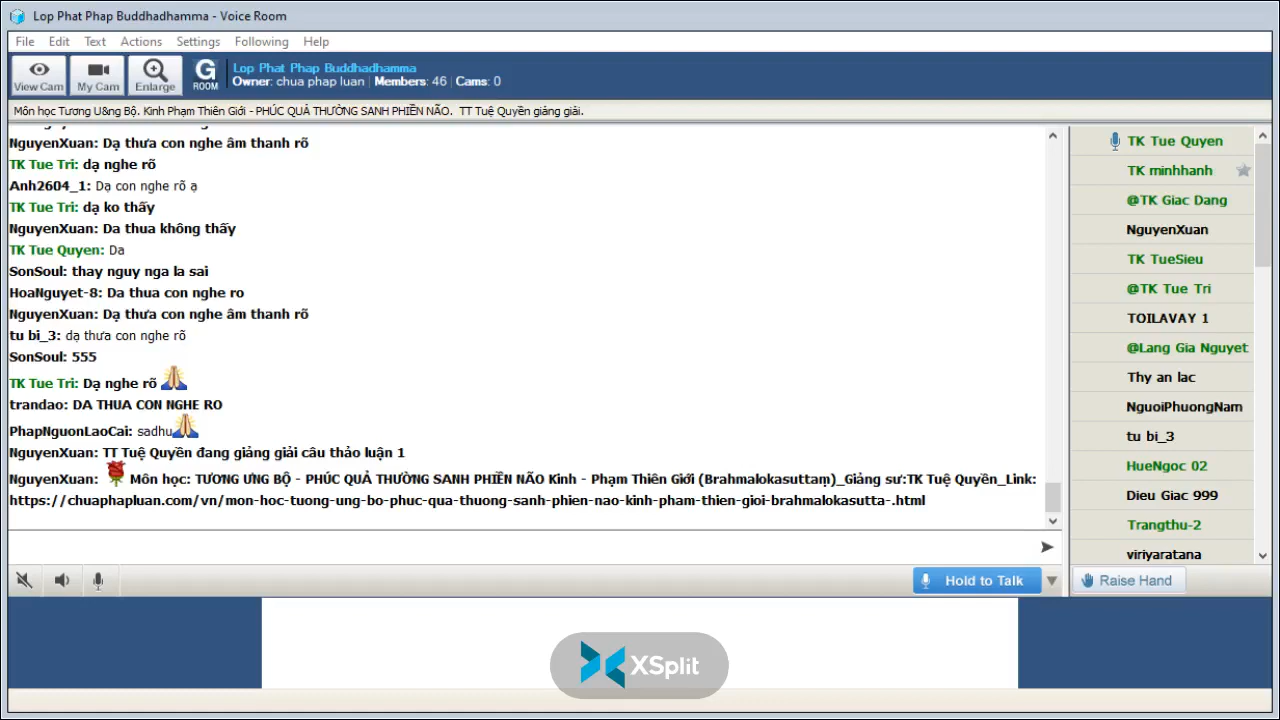 Lop Phat Phap Buddhadhamma - Voice Room
File Edit Text Actions Settings Following Help
View Cam My Cam Enlarge G ROOM
Lop Phat Phap Buddhadhamma
Owner: chua phap luan | Members: 46 | Cams: 0
Môn học Tương U&ng Bộ. Kinh Phạm Thiên Giới - PHÚC QUẢ THƯỜNG SANH PHIỀN NÃO. TT Tuệ Quyền giảng giải.
NguyenXuan: Dạ thưa con nghe âm thanh rõ
TK Tue Tri: dạ nghe rõ
Anh2604_1: Dạ con nghe rõ ạ
TK Tue Tri: dạ ko thấy
NguyenXuan: Da thua không thấy
TK Tue Quyen: Da
SonSoul: thay nguy nga la sai
HoaNguyet-8: Da thua con nghe ro
NguyenXuan: Dạ thưa con nghe âm thanh rõ
tu bi_3: dạ thưa con nghe rõ
SonSoul: 555
TK Tue Tri: Dạ nghe rõ
trandao: DA THUA CON NGHE RO
PhapNguonLaoCai: sadhu
NguyenXuan: TT Tuệ Quyền đang giảng giải câu thảo luận 1
NguyenXuan: Môn học: TƯƠNG ƯNG BỘ - PHÚC QUẢ THƯỜNG SANH PHIỀN NÃO Kinh - Phạm Thiên Giới (Brahmalokasuttaṃ)_Giảng sư:TK Tuệ Quyền_Link:
https://chuaphapluan.com/vn/mon-hoc-tuong-ung-bo-phuc-qua-thuong-sanh-phien-nao-kinh-pham-thien-gioi-brahmalokasutta-.html
TK Tue Quyen
TK minhhanh
@TK Giac Dang
NguyenXuan
TK TueSieu
@TK Tue Tri
TOILAVAY 1
@Lang Gia Nguyet
Thy an lac
NguoiPhuongNam
tu bi_3
HueNgoc 02
Dieu Giac 999
Trangthu-2
viriyaratana
Hold to Talk
Raise Hand
XSplit